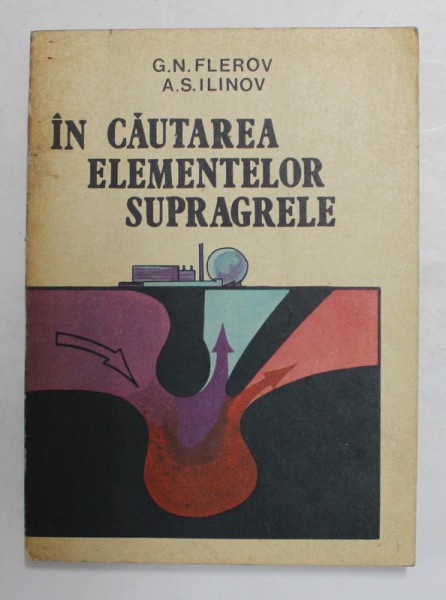 G.N.FLEROV
A.S.ILINOV
ÎN CĂUTAREA
ELEMENTELOR
SUPRAGRELE